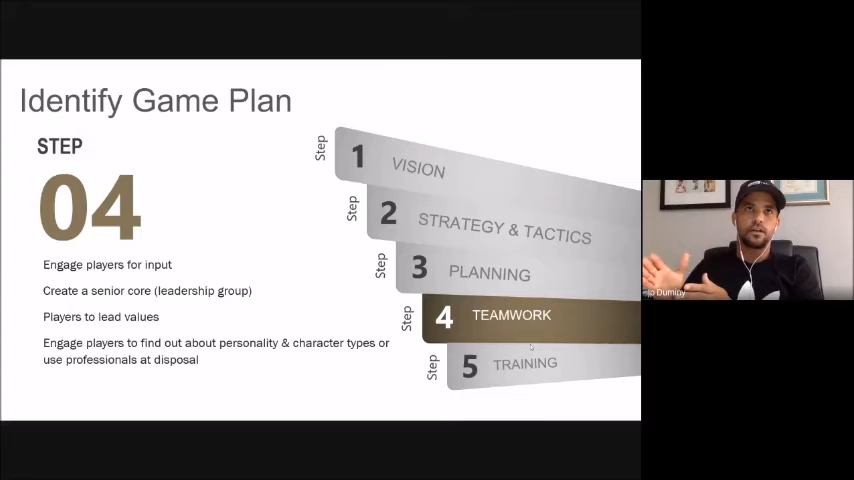 Identify Game Plan
STEP
04
Engage players for input
Create a senior core (leadership group)
Players to lead values
Engage players to find out about personality & character types or
use professionals at disposal
Step 1 VISION
Step 2 STRATEGY & TACTICS
Step 3 PLANNING
Step 4 TEAMWORK
Step 5 TRAINING
jp Duminy